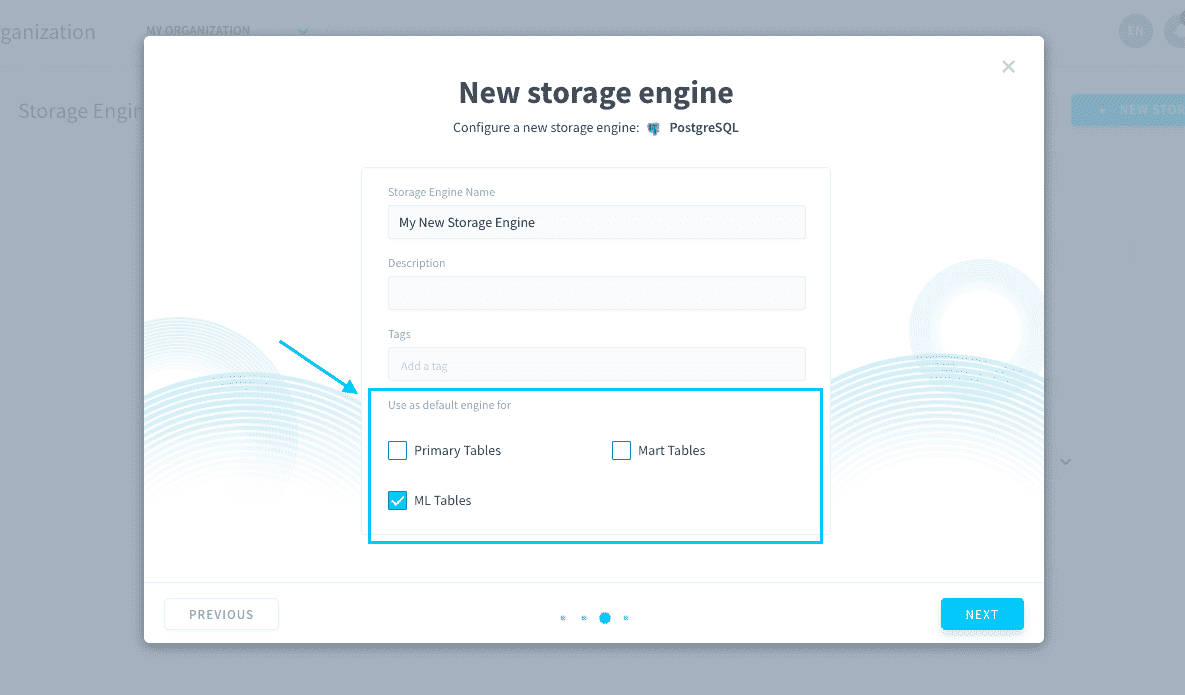 ganization
MY ORGANIZATION
EN
Storage Engin
+ NEW STOR
New storage engine
Configure a new storage engine: PostgreSQL
Storage Engine Name
My New Storage Engine
Description
Tags
Add a tag
Use as default engine for
Primary Tables
Mart Tables
ML Tables
PREVIOUS
NEXT